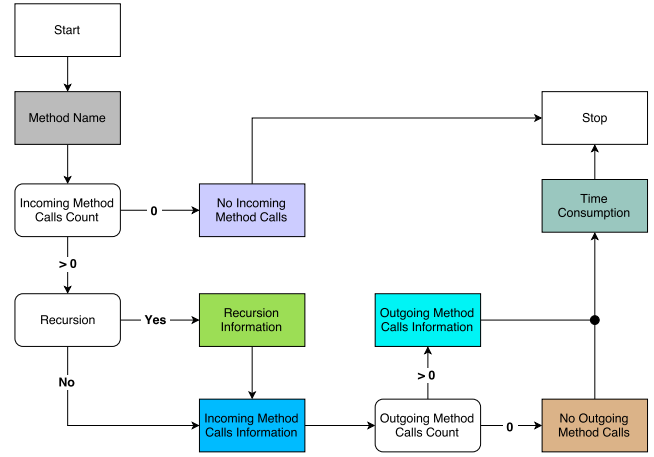 Start
Method Name
Stop
Incoming Method
Calls Count
0
No Incoming
Method Calls
Time
Consumption
> 0
Recursion
Yes
Recursion
Information
Outgoing Method
Calls Information
No
> 0
Incoming Method
Calls Information
Outgoing Method
Calls Count
0
No Outgoing
Method Calls